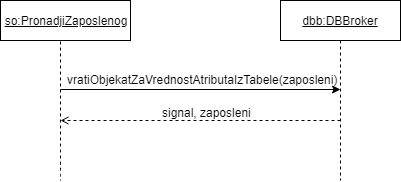 so:PronadjiZaposlenog
dbb:DBBroker
vratiObjekatZaVrednostAtributaIzTabele(zaposleni)
signal, zaposleni